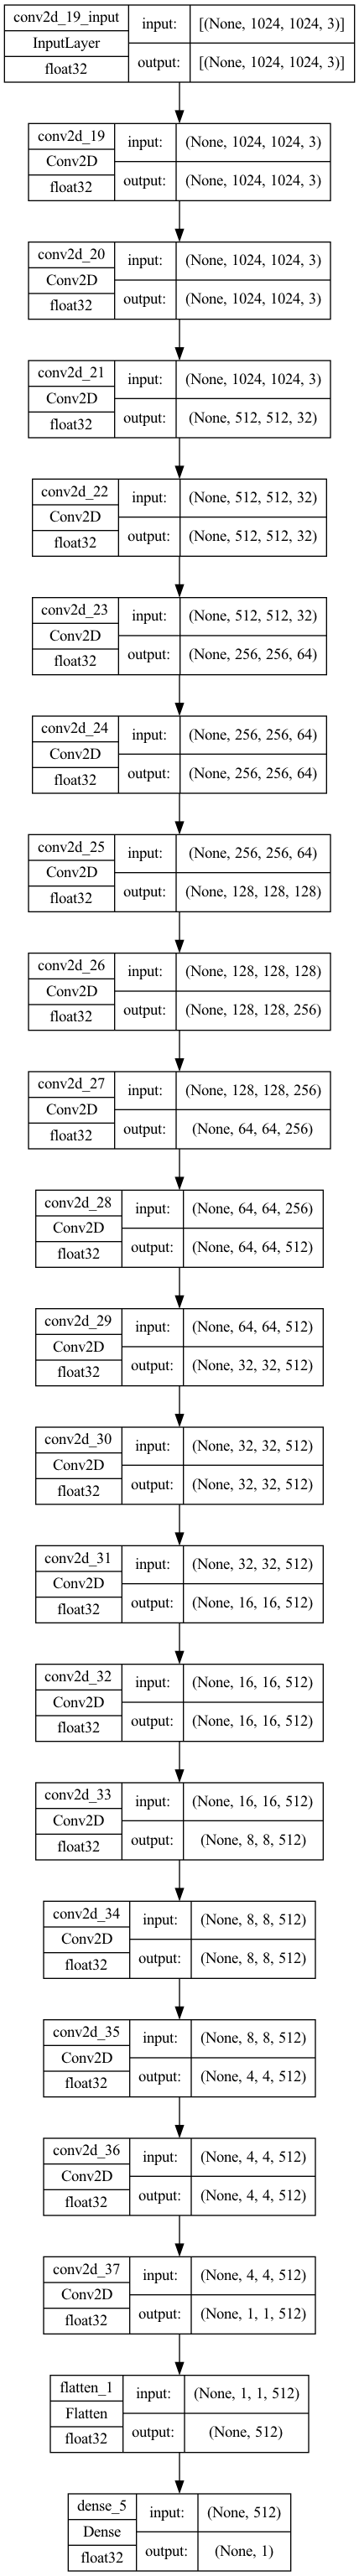 conv2d_19_input
InputLayer
float32
input:
[(None, 1024, 1024, 3)]
output:
[(None, 1024, 1024, 3)]
conv2d_19
Conv2D
float32
input:
(None, 1024, 1024, 3)
output:
(None, 1024, 1024, 3)
conv2d_20
Conv2D
float32
input:
(None, 1024, 1024, 3)
output:
(None, 1024, 1024, 3)
conv2d_21
Conv2D
float32
input:
(None, 1024, 1024, 3)
output:
(None, 512, 512, 32)
conv2d_22
Conv2D
float32
input:
(None, 512, 512, 32)
output:
(None, 512, 512, 32)
conv2d_23
Conv2D
float32
input:
(None, 512, 512, 32)
output:
(None, 256, 256, 64)
conv2d_24
Conv2D
float32
input:
(None, 256, 256, 64)
output:
(None, 256, 256, 64)
conv2d_25
Conv2D
float32
input:
(None, 256, 256, 64)
output:
(None, 128, 128, 128)
conv2d_26
Conv2D
float32
input:
(None, 128, 128, 128)
output:
(None, 128, 128, 256)
conv2d_27
Conv2D
float32
input:
(None, 128, 128, 256)
output:
(None, 64, 64, 256)
conv2d_28
Conv2D
float32
input:
(None, 64, 64, 256)
output:
(None, 64, 64, 512)
conv2d_29
Conv2D
float32
input:
(None, 64, 64, 512)
output:
(None, 32, 32, 512)
conv2d_30
Conv2D
float32
input:
(None, 32, 32, 512)
output:
(None, 32, 32, 512)
conv2d_31
Conv2D
float32
input:
(None, 32, 32, 512)
output:
(None, 16, 16, 512)
conv2d_32
Conv2D
float32
input:
(None, 16, 16, 512)
output:
(None, 16, 16, 512)
conv2d_33
Conv2D
float32
input:
(None, 16, 16, 512)
output:
(None, 8, 8, 512)
conv2d_34
Conv2D
float32
input:
(None, 8, 8, 512)
output:
(None, 8, 8, 512)
conv2d_35
Conv2D
float32
input:
(None, 8, 8, 512)
output:
(None, 4, 4, 512)
conv2d_36
Conv2D
float32
input:
(None, 4, 4, 512)
output:
(None, 4, 4, 512)
conv2d_37
Conv2D
float32
input:
(None, 4, 4, 512)
output:
(None, 1, 1, 512)
flatten_1
Flatten
float32
input:
(None, 1, 1, 512)
output:
(None, 512)
dense_5
Dense
float32
input:
(None, 512)
output:
(None, 1)